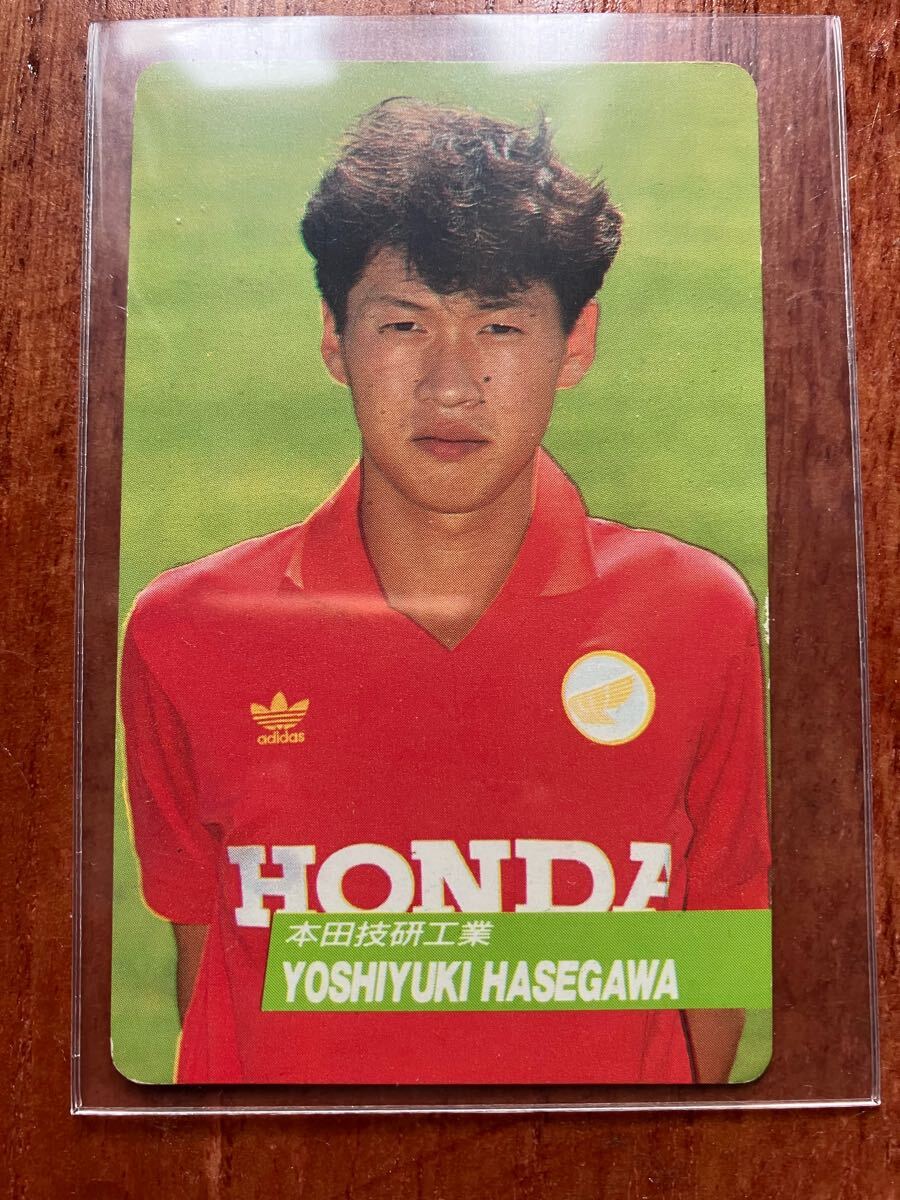 adidas
HONDA
本田技研工業
YOSHIYUKI HASEGAWA